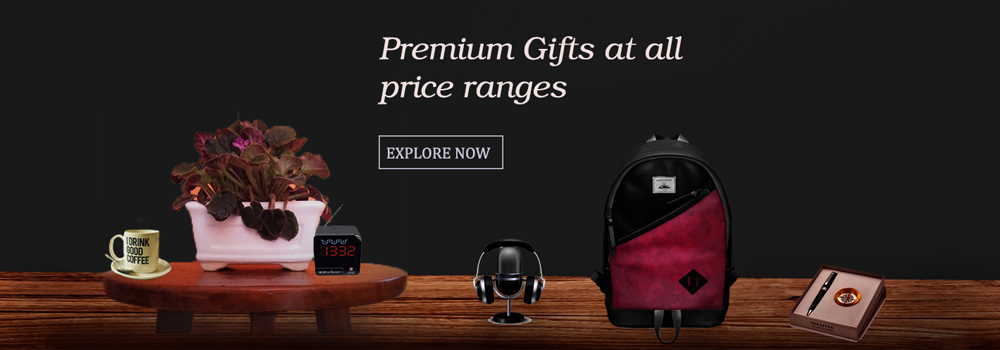 Premium Gifts at all
price ranges
EXPLORE NOW
I DRINK
GOOD
COFFEE
1332